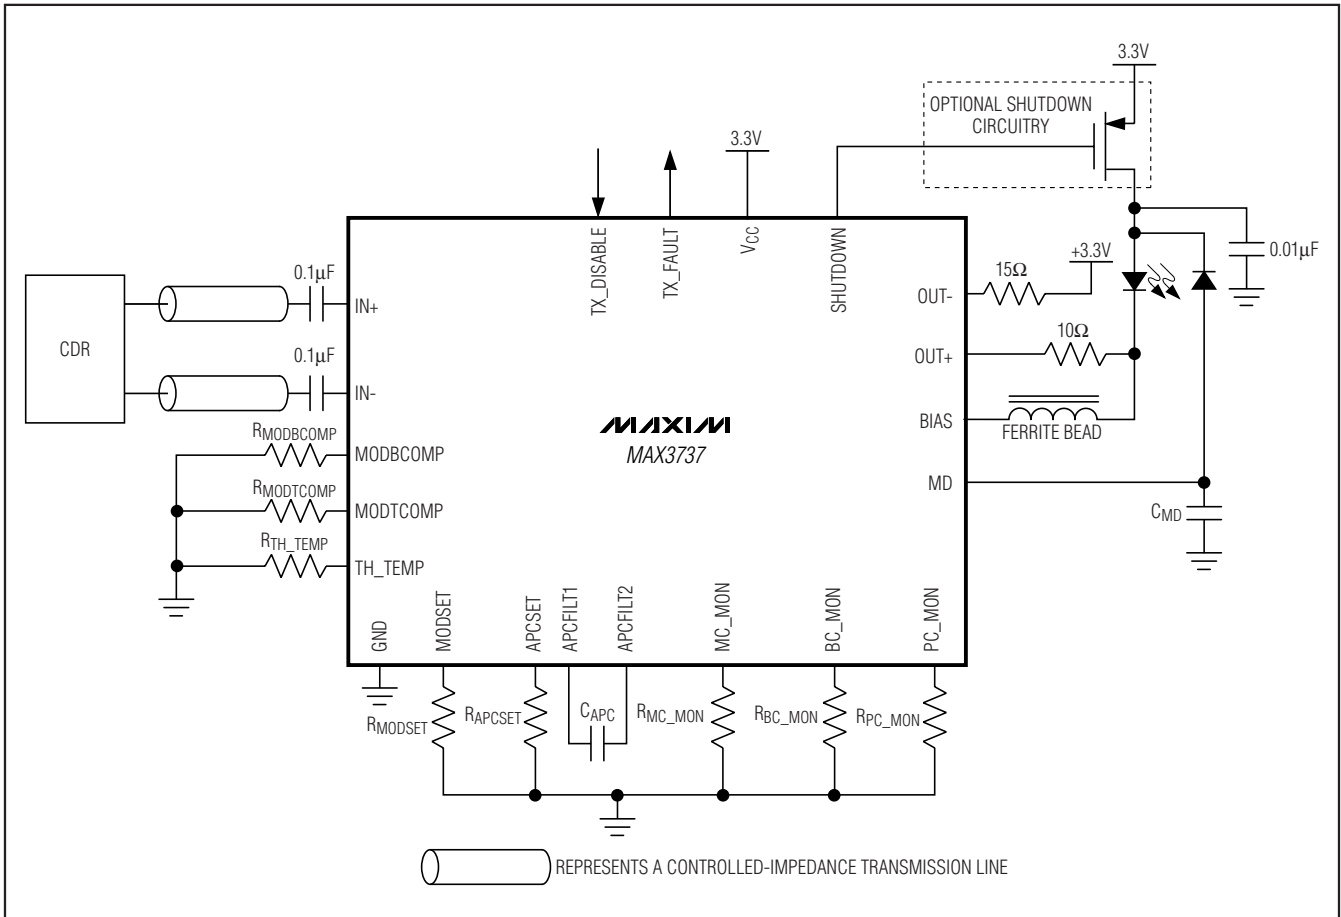 3.3V
OPTIONAL SHUTDOWN
CIRCUITRY
3.3V
TX_DISABLE
TX_FAULT
VCC
SHUTDOWN
0.01μF
+3.3V
15Ω
OUT-
0.1μF
IN+
CDR
10Ω
OUT+
0.1μF
IN-
BIAS
FERRITE BEAD
MAXIM
MAX3737
RMODBCOMP
MODBCOMP
MD
RMODTCOMP
MODTCOMP
CMD
RTH_TEMP
TH_TEMP
GND
MODSET
APCSET
APCFILT1
APCFILT2
MC_MON
BC_MON
PC_MON
RMODSET
RAPCSET
CAPC
RMC_MON
RBC_MON
RPC_MON
REPRESENTS A CONTROLLED-IMPEDANCE TRANSMISSION LINE